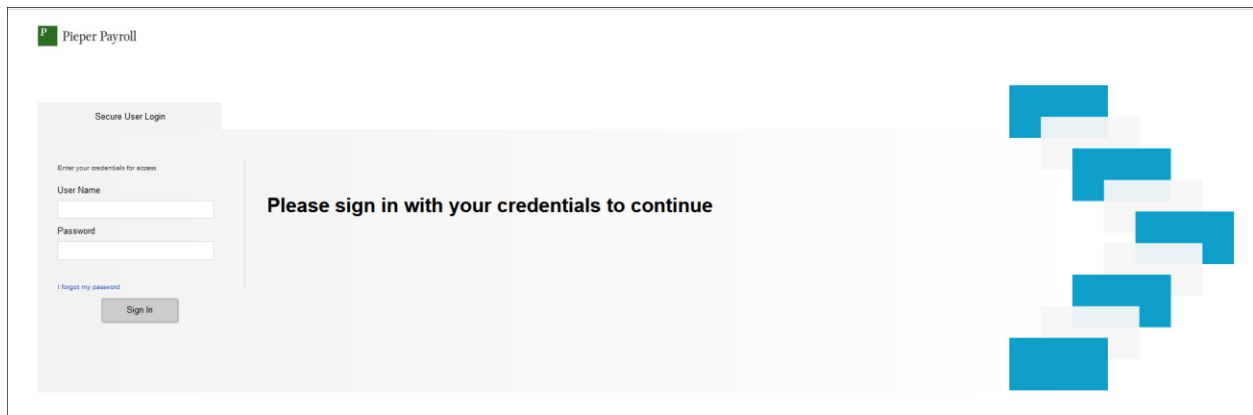 P
Pieper Payroll
Secure User Login
Enter your credentials for access
User Name
Please sign in with your credentials to continue
Password
I forgot my password
Sign In